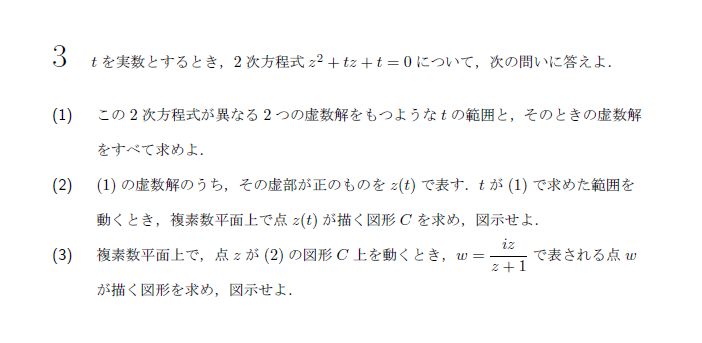 3 t を実数とするとき，2 次方程式 z² + tz + t = 0 について，次の問いに答えよ．
(1) この 2 次方程式が異なる 2 つの虚数解をもつような t の範囲と，そのときの虚数解
をすべて求めよ．
(2) (1) の虚数解のうち，その虚部が正のものを z(t) で表す．t が (1) で求めた範囲を
動くとき，複素数平面上で点 z(t) が描く図形 C を求め，図示せよ．
(3) 複素数平面上で，点 z が (2) の図形 C 上を動くとき，w = iz/(z + 1) で表される点 w
が描く図形を求め，図示せよ．